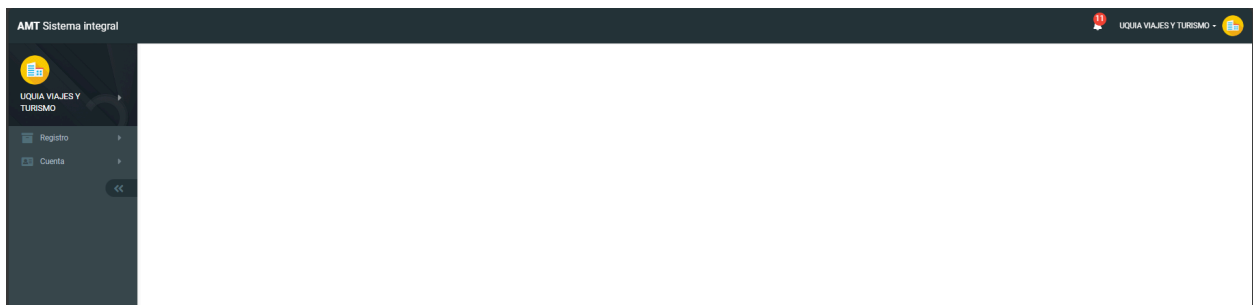 AMT Sistema integral
11
UQUIA VIAJES Y TURISMO
UQUIA VIAJES Y
TURISMO
Registro
Cuenta